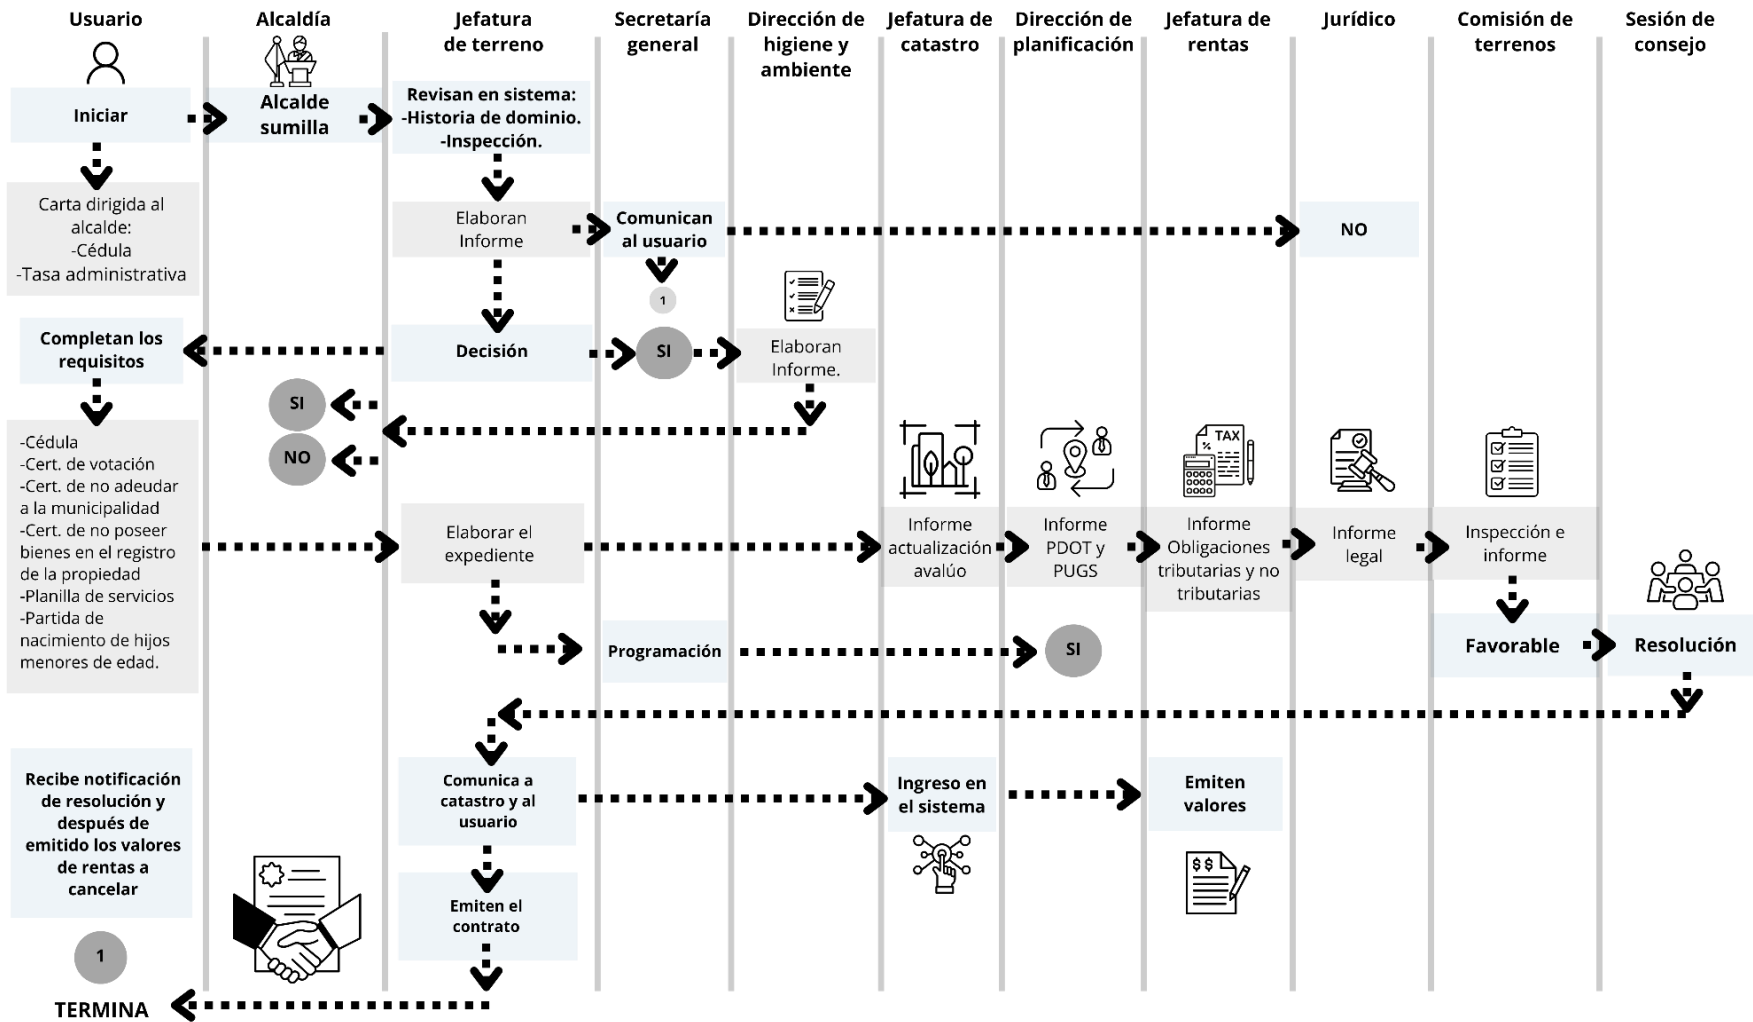 Usuario
Alcaldía
Jefatura
de terreno
Secretaría
general
Dirección de
higiene y
ambiente
Jefatura de
catastro
Dirección de
planificación
Jefatura de
rentas
Jurídico
Comisión de
terrenos
Sesión de
consejo
Iniciar
Alcalde
sumilla
Revisan en sistema:
-Historia de dominio.
-Inspección.
Carta dirigida al
alcalde:
-Cédula
-Tasa administrativa
Elaboran
Informe
Comunican
al usuario
NO
1
Completan los
requisitos
Decisión
SI
Elaboran
Informe.
SI
NO
-Cédula
-Cert. de votación
-Cert. de no adeudar
a la municipalidad
-Cert. de no poseer
bienes en el registro
de la propiedad
-Planilla de servicios
-Partida de
nacimiento de hijos
menores de edad.
TAX
%
Elaborar el
expediente
Informe
actualización
avalúo
Informe
PDOT y
PUGS
Informe
Obligaciones
tributarias y no
tributarias
Informe
legal
Inspección e
informe
Programación
SI
Favorable
Resolución
Recibe notificación
de resolución y
después de
emitido los valores
de rentas a
cancelar
Comunica a
catastro y al
usuario
Ingreso en
el sistema
Emiten
valores
$ $
Emiten el
contrato
1
TERMINA